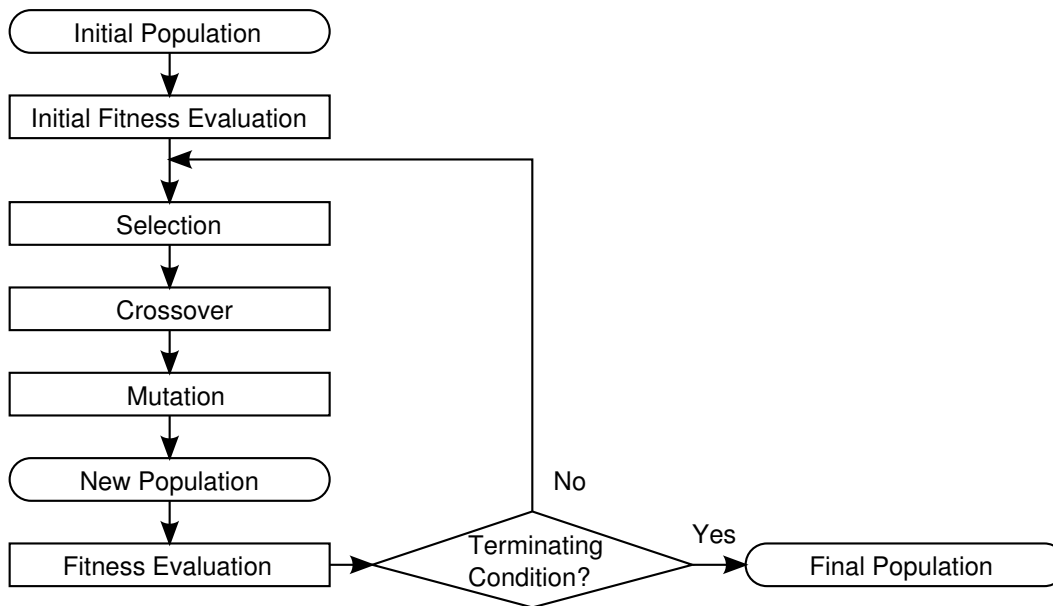 Initial Population
Initial Fitness Evaluation
Selection
Crossover
Mutation
New Population
No
Fitness Evaluation
Terminating
Condition?
Yes
Final Population